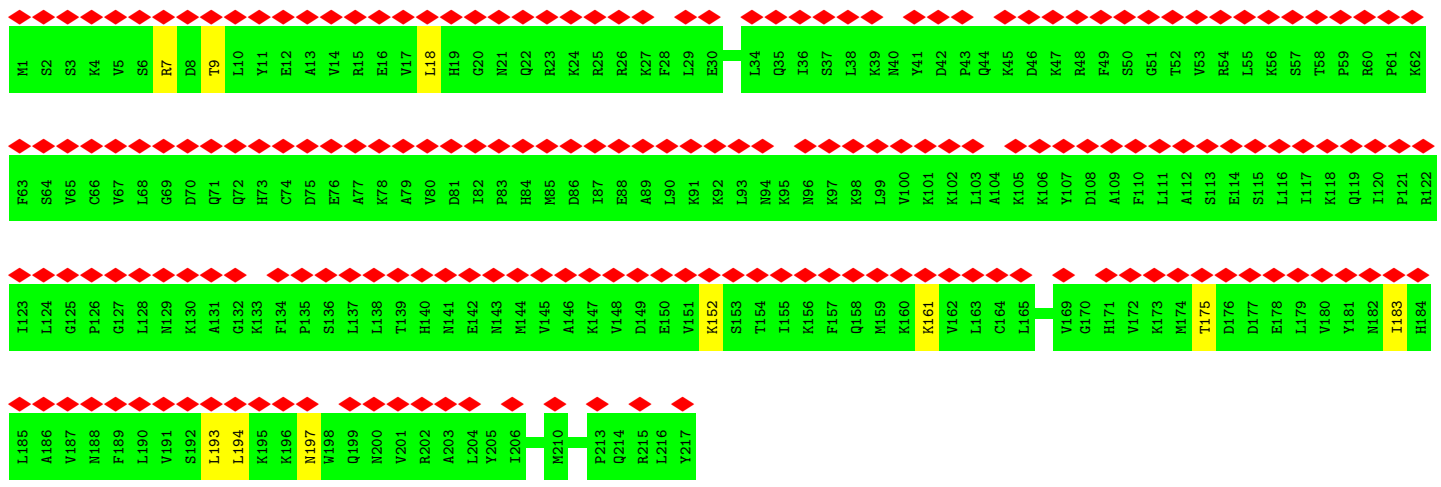 M1 S2 S3 K4 V5 S6 R7 D8 T9 L10 Y11 E12 A13 V14 R15 E16 V17 L18 H19 G20 N21 Q22 R23 K24 R25 R26 K27 F28 L29 E30 L34 Q35 I36 S37 L38 K39 N40 Y41 D42 P43 Q44 K45 D46 K47 R48 F49 S50 G51 T52 V53 R54 L55 K56 S57 T58 P59 R60 P61 K62
F63 S64 V65 C66 V67 L68 G69 D70 Q71 Q72 H73 C74 D75 E76 A77 K78 A79 V80 D81 I82 P83 H84 M85 D86 I87 E88 A89 L90 K91 K92 L93 N94 K95 N96 K97 K98 L99 V100 K101 K102 L103 A104 K105 K106 Y107 D108 A109 F110 L111 A112 S113 E114 S115 L116 I117 K118 Q119 I120 P121 R122
I123 L124 G125 P126 G127 L128 N129 K130 A131 G132 K133 F134 P135 S136 L137 L138 T139 H140 N141 E142 N143 M144 V145 A146 K147 V148 D149 E150 V151 K152 S153 T154 I155 K156 F157 Q158 M159 K160 K161 V162 L163 C164 L165 V169 G170 H171 V172 K173 M174 T175 D176 D177 E178 L179 V180 Y181 N182 I183 H184
L185 A186 V187 N188 F189 L190 V191 S192 L193 L194 K195 K196 N197 W198 Q199 N200 V201 R202 A203 L204 Y205 I206 M210 P213 Q214 R215 L216 Y217